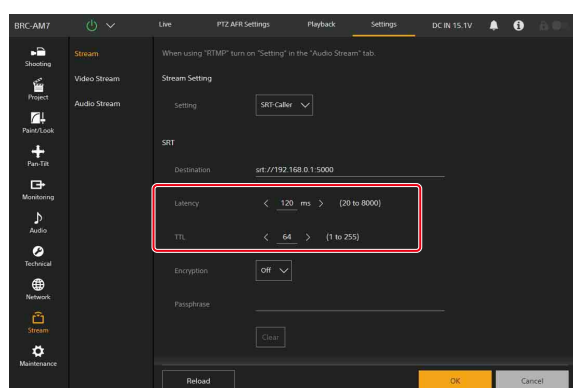 BRC-AM7
Live PTZ AFR Settings Playback Settings DC IN 15.1V
Shooting
Project
Paint/Look
Pan-Tilt
Monitoring
Audio
Technical
Network
Stream
Maintenance
Stream
Video Stream
Audio Stream
When using "RTMP" turn on "Setting" in the "Audio Stream" tab.
Stream Setting
Setting SRT-Caller
SRT
Destination srt://192.168.0.1:5000
Latency < 120 ms > (20 to 8000)
TTL < 64 > (1 to 255)
Encryption Off
Passphrase
Clear
Reload OK Cancel